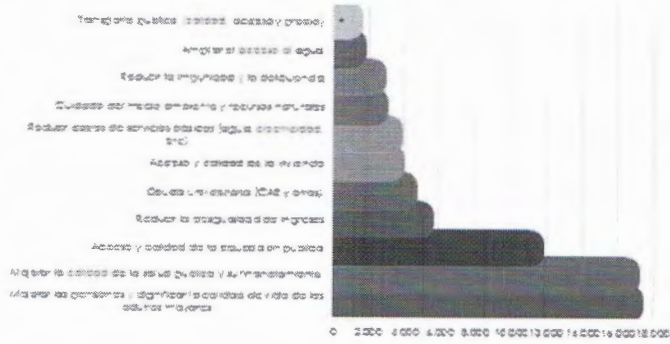 Transporte público (calidad, acceso y precio)
Ampliar el acceso al agua
Reducir la impunidad y la delincuencia
Cuidado del medio ambiente y recursos naturales
Reducir costos de servicios básicos (agua, electricidad,
etc)
Acceso y calidad de la vivienda
Deuda universitaria (CAE y otros)
Reducir la desigualdad de ingresos
Acceso y calidad de la educación pública
Mejorar la calidad de la salud pública y su financiamiento
Mejorar las pensiones y dignificar la calidad de vida de los
adultos mayores
0 2.000 4.000 6.000 8.000 10.000 12.000 14.000 16.000 18.000